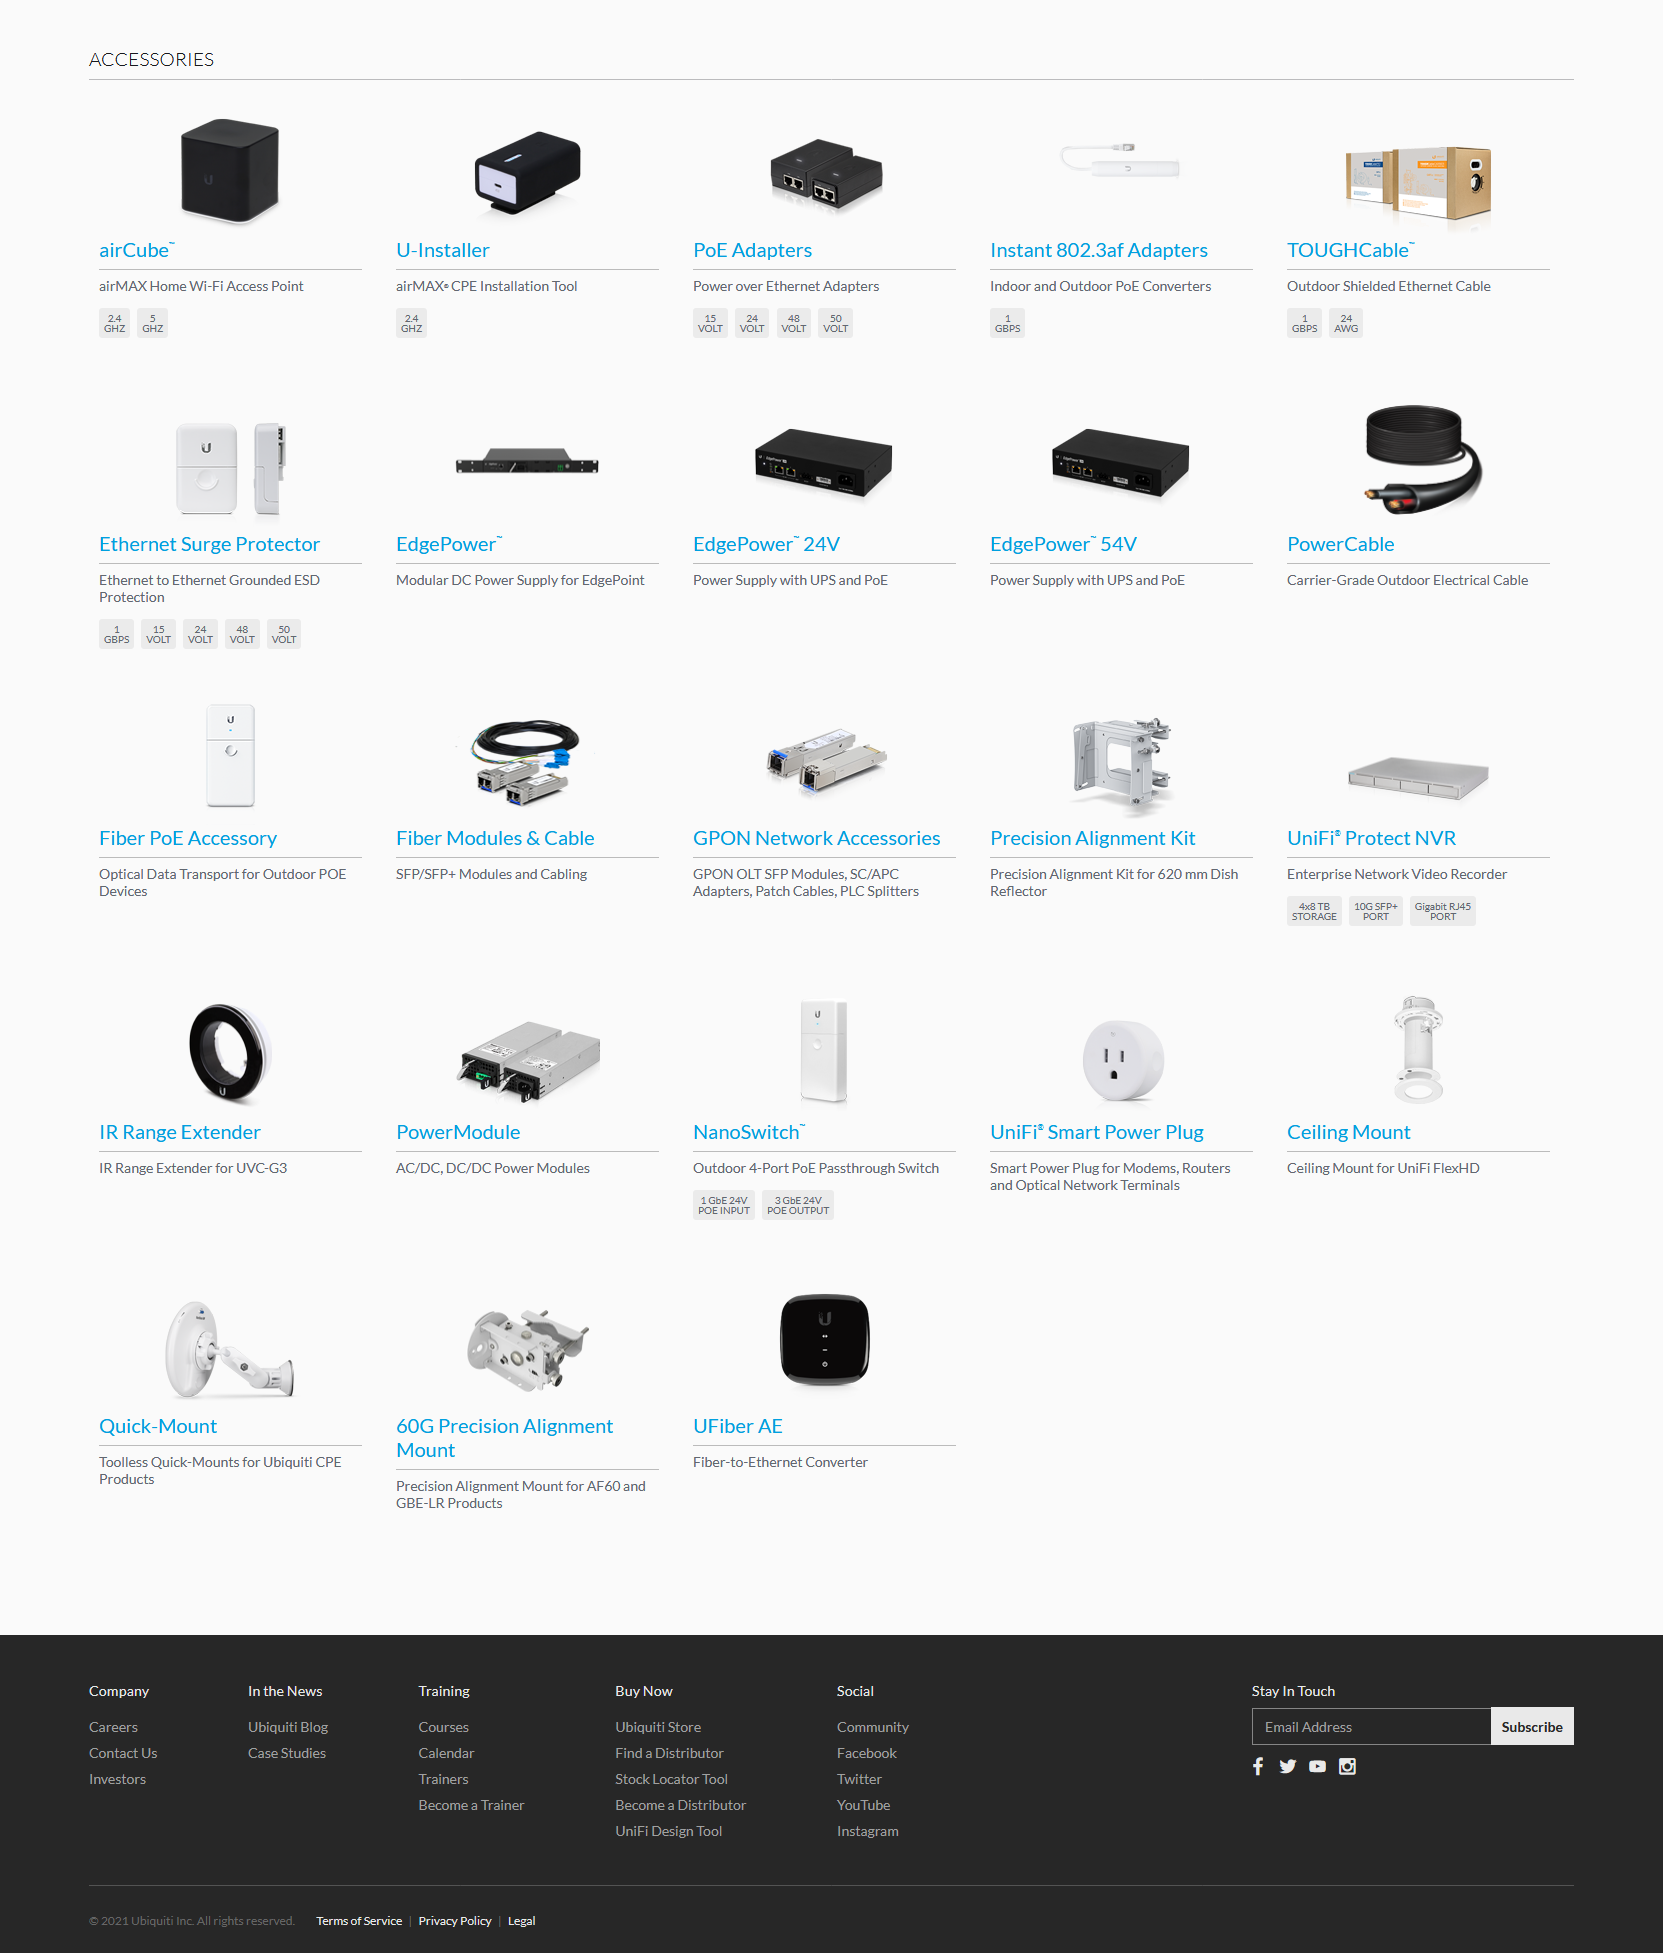 ACCESSORIES
airCube™
airMAX Home Wi-Fi Access Point
2.4 GHZ
5 GHZ
U-Installer
airMAX® CPE Installation Tool
2.4 GHZ
PoE Adapters
Power over Ethernet Adapters
15 VOLT
24 VOLT
48 VOLT
50 VOLT
Instant 802.3af Adapters
Indoor and Outdoor PoE Converters
1 GBPS
TOUGHCable™
Outdoor Shielded Ethernet Cable
1 GBPS
24 AWG
Ethernet Surge Protector
Ethernet to Ethernet Grounded ESD
Protection
1 GBPS
15 VOLT
24 VOLT
48 VOLT
50 VOLT
EdgePower™
Modular DC Power Supply for EdgePoint
EdgePower™ 24V
Power Supply with UPS and PoE
EdgePower™ 54V
Power Supply with UPS and PoE
PowerCable
Carrier-Grade Outdoor Electrical Cable
Fiber PoE Accessory
Optical Data Transport for Outdoor POE
Devices
Fiber Modules & Cable
SFP/SFP+ Modules and Cabling
GPON Network Accessories
GPON OLT SFP Modules, SC/APC
Adapters, Patch Cables, PLC Splitters
Precision Alignment Kit
Precision Alignment Kit for 620 mm Dish
Reflector
UniFi® Protect NVR
Enterprise Network Video Recorder
4x8 TB STORAGE
10G SFP+ PORT
Gigabit RJ45 PORT
IR Range Extender
IR Range Extender for UVC-G3
PowerModule
AC/DC, DC/DC Power Modules
NanoSwitch™
Outdoor 4-Port PoE Passthrough Switch
1 GbE 24V POE INPUT
3 GbE 24V POE OUTPUT
UniFi® Smart Power Plug
Smart Power Plug for Modems, Routers
and Optical Network Terminals
Ceiling Mount
Ceiling Mount for UniFi FlexHD
Quick-Mount
Toolless Quick-Mounts for Ubiquiti CPE
Products
60G Precision Alignment
Mount
Precision Alignment Mount for AF60 and
GBE-LR Products
UFiber AE
Fiber-to-Ethernet Converter
Company
Careers
Contact Us
Investors
In the News
Ubiquiti Blog
Case Studies
Training
Courses
Calendar
Trainers
Become a Trainer
Buy Now
Ubiquiti Store
Find a Distributor
Stock Locator Tool
Become a Distributor
UniFi Design Tool
Social
Community
Facebook
Twitter
YouTube
Instagram
Stay In Touch
Email Address
Subscribe
© 2021 Ubiquiti Inc. All rights reserved.
Terms of Service | Privacy Policy | Legal